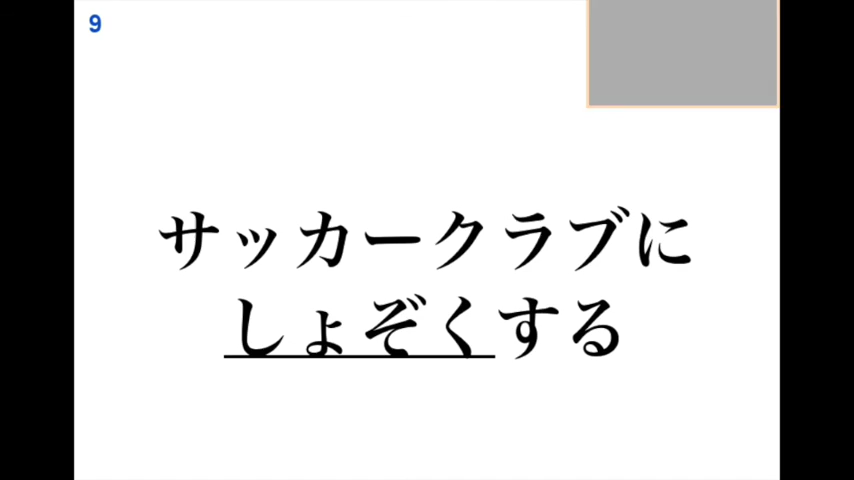 9
サッカークラブに
しょぞくする